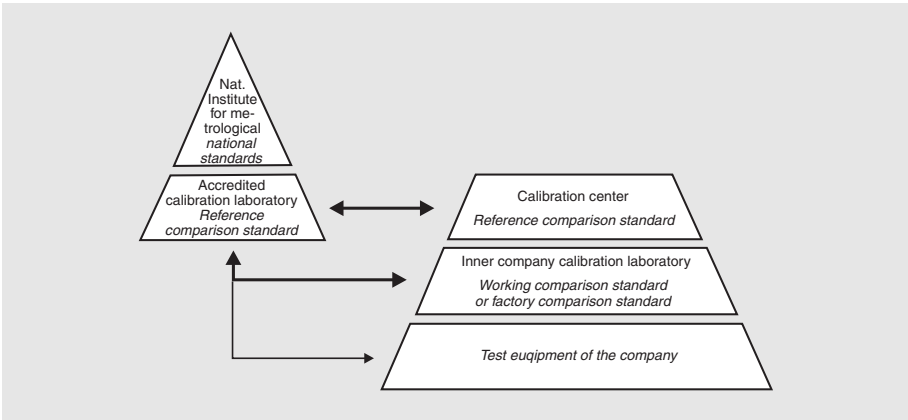 Nat.
Institute
for me-
trological
national
standards
Accredited
calibration laboratory
Reference
comparison standard
Calibration center
Reference comparison standard
Inner company calibration laboratory
Working comparison standard
or factory comparison standard
Test euqipment of the company